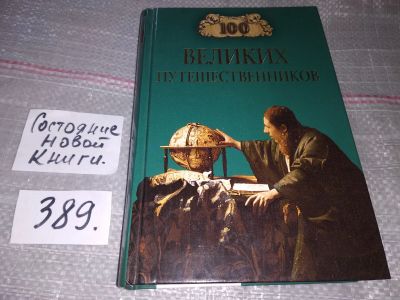 100
ВЕЛИКИХ
ПУТЕШЕСТВЕННИКОВ
Состояние
Новой
Книги.
389.